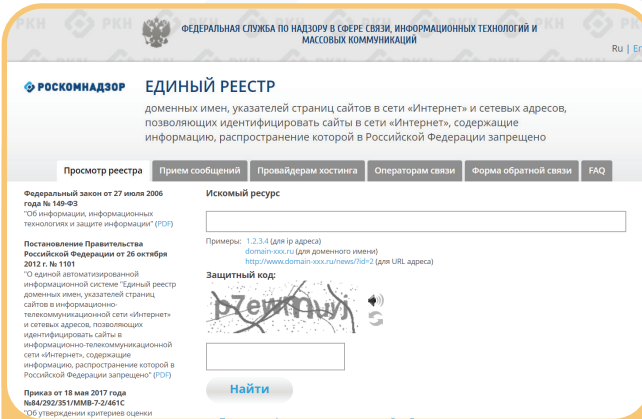 ФЕДЕРАЛЬНАЯ СЛУЖБА ПО НАДЗОРУ В СФЕРЕ СВЯЗИ, ИНФОРМАЦИОННЫХ ТЕХНОЛОГИЙ И
МАССОВЫХ КОММУНИКАЦИЙ
Ru | En
РОСКОМНАДЗОР
ЕДИНЫЙ РЕЕСТР
доменных имен, указателей страниц сайтов в сети «Интернет» и сетевых адресов,
позволяющих идентифицировать сайты в сети «Интернет», содержащие
информацию, распространение которой в Российской Федерации запрещено
Просмотр реестра Прием сообщений Провайдерам хостинга Операторам связи Форма обратной связи FAQ
Федеральный закон от 27 июля 2006
года № 149-ФЗ
"Об информации, информационных
технологиях и защите информации" (PDF)
Постановление Правительства
Российской Федерации от 26 октября
2012 г. № 1101
"О единой автоматизированной
информационной системе "Единый реестр
доменных имен, указателей страниц
сайтов в информационно-
телекоммуникационной сети «Интернет»
и сетевых адресов, позволяющих
идентифицировать сайты в
информационно-телекоммуникационной
сети «Интернет», содержащие
информацию, распространение которой в
Российской Федерации запрещено" (PDF)
Приказ от 18 мая 2017 года
№84/292/351/ММВ-7-2/461С
"Об утверждении критериев оценки
Искомый ресурс
Примеры: 1.2.3.4 (для ip адреса)
domain-xxx.ru (для доменного имени)
http://www.domain-xxx.ru/news/?id=2 (для URL адреса)
Защитный код:
Найти